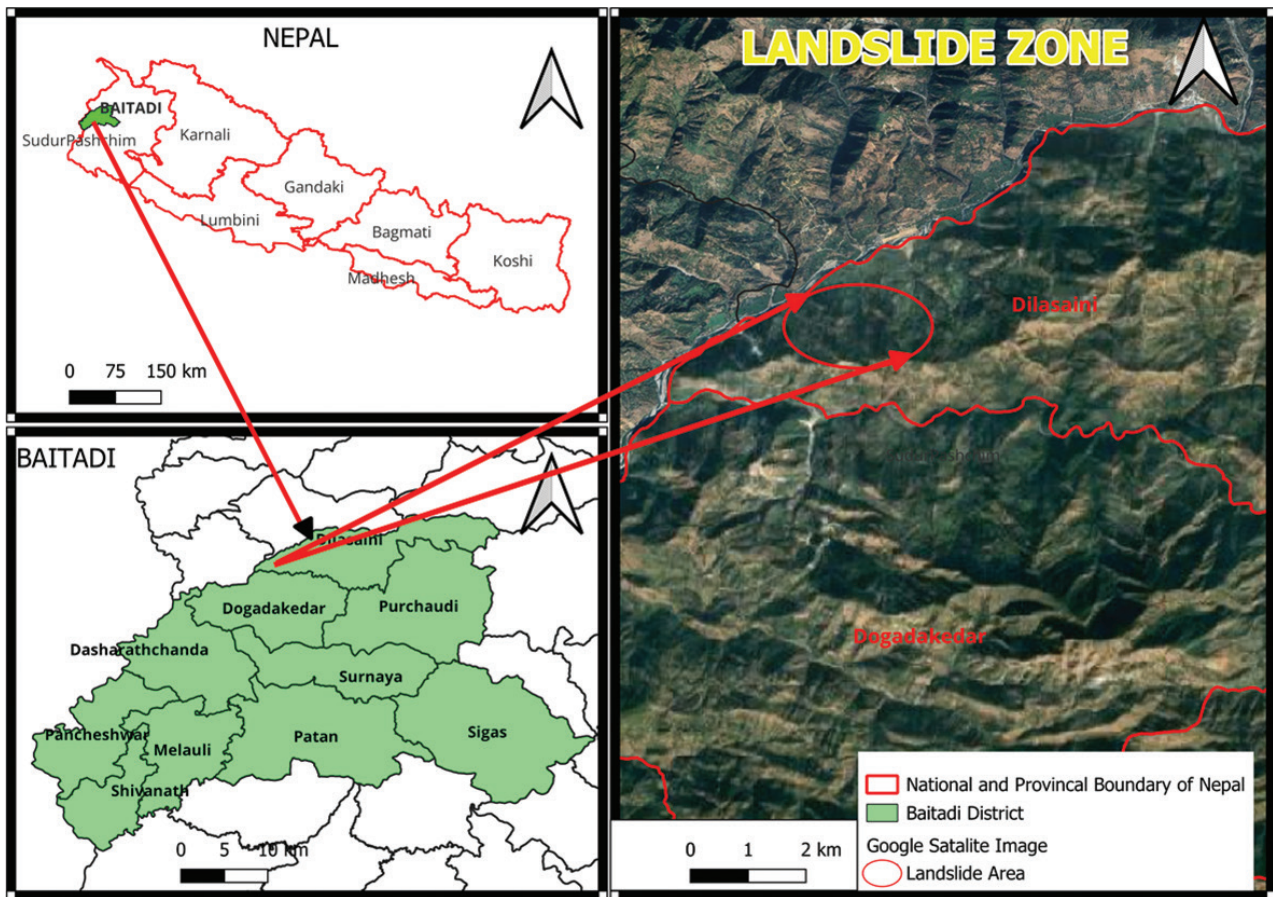 NEPAL
BAITADI
SudurPashchim
Karnali
Gandaki
Lumbini
Bagmati
Koshi
Madhesh
0 75 150 km
BAITADI
Dilasaini
Dogadakedar
Purchaudi
Dasharathchanda
Surnaya
Pancheshwar
Melauli
Patan
Sigas
Shivanath
0 5 10 km
LANDSLIDE ZONE
Dilasaini
Dogadakedar
National and Provincal Boundary of Nepal
Baitadi District
Google Satalite Image
Landslide Area
0 1 2 km